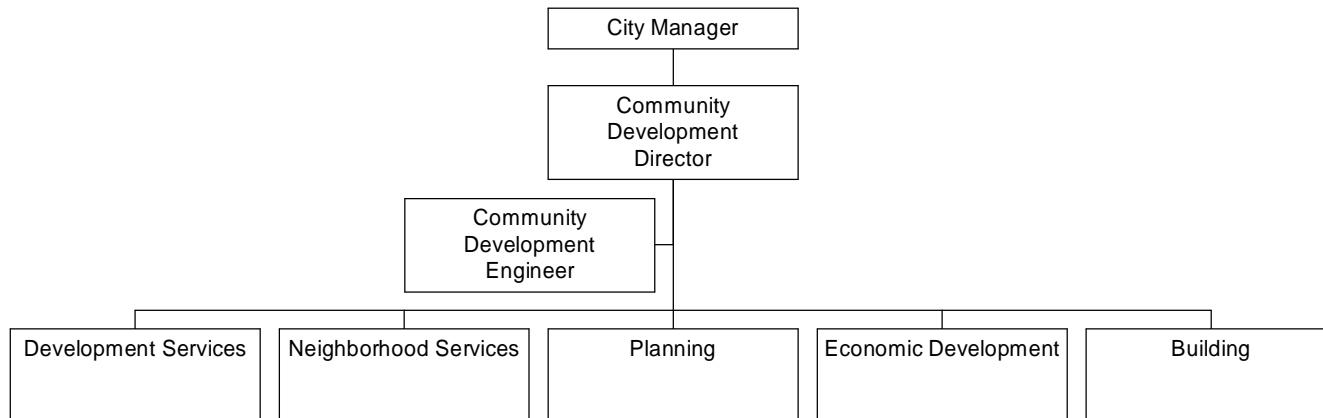 City Manager
Community
Development
Director
Community
Development
Engineer
Development Services
Neighborhood Services
Planning
Economic Development
Building